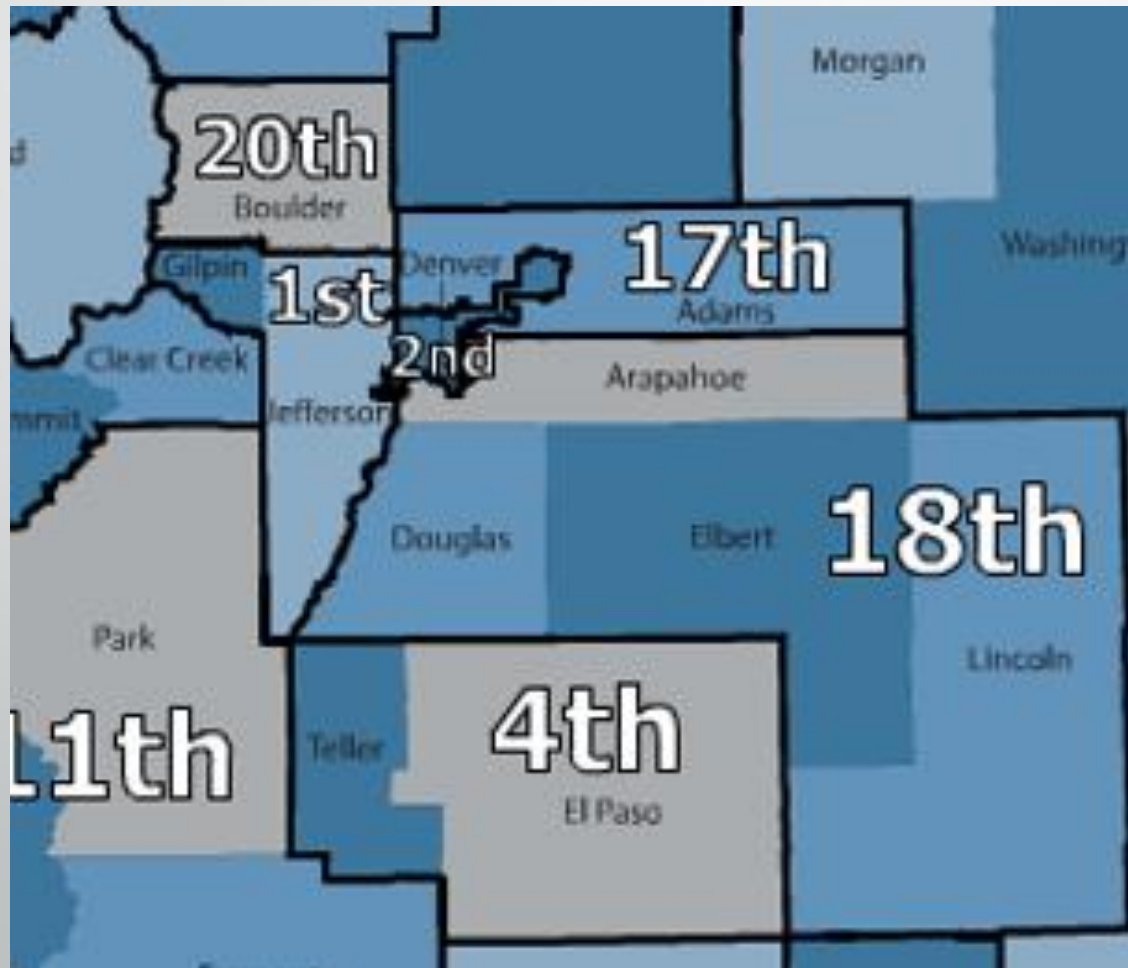 Morgan
20th
Boulder
Washing
Gilpin
1st
Denver
17th
Adams
Clear Creek
2nd
Arapahoe
Jefferson
mmit
Douglas
Elbert
18th
Park
Lincoln
11th
Teller
4th
El Paso